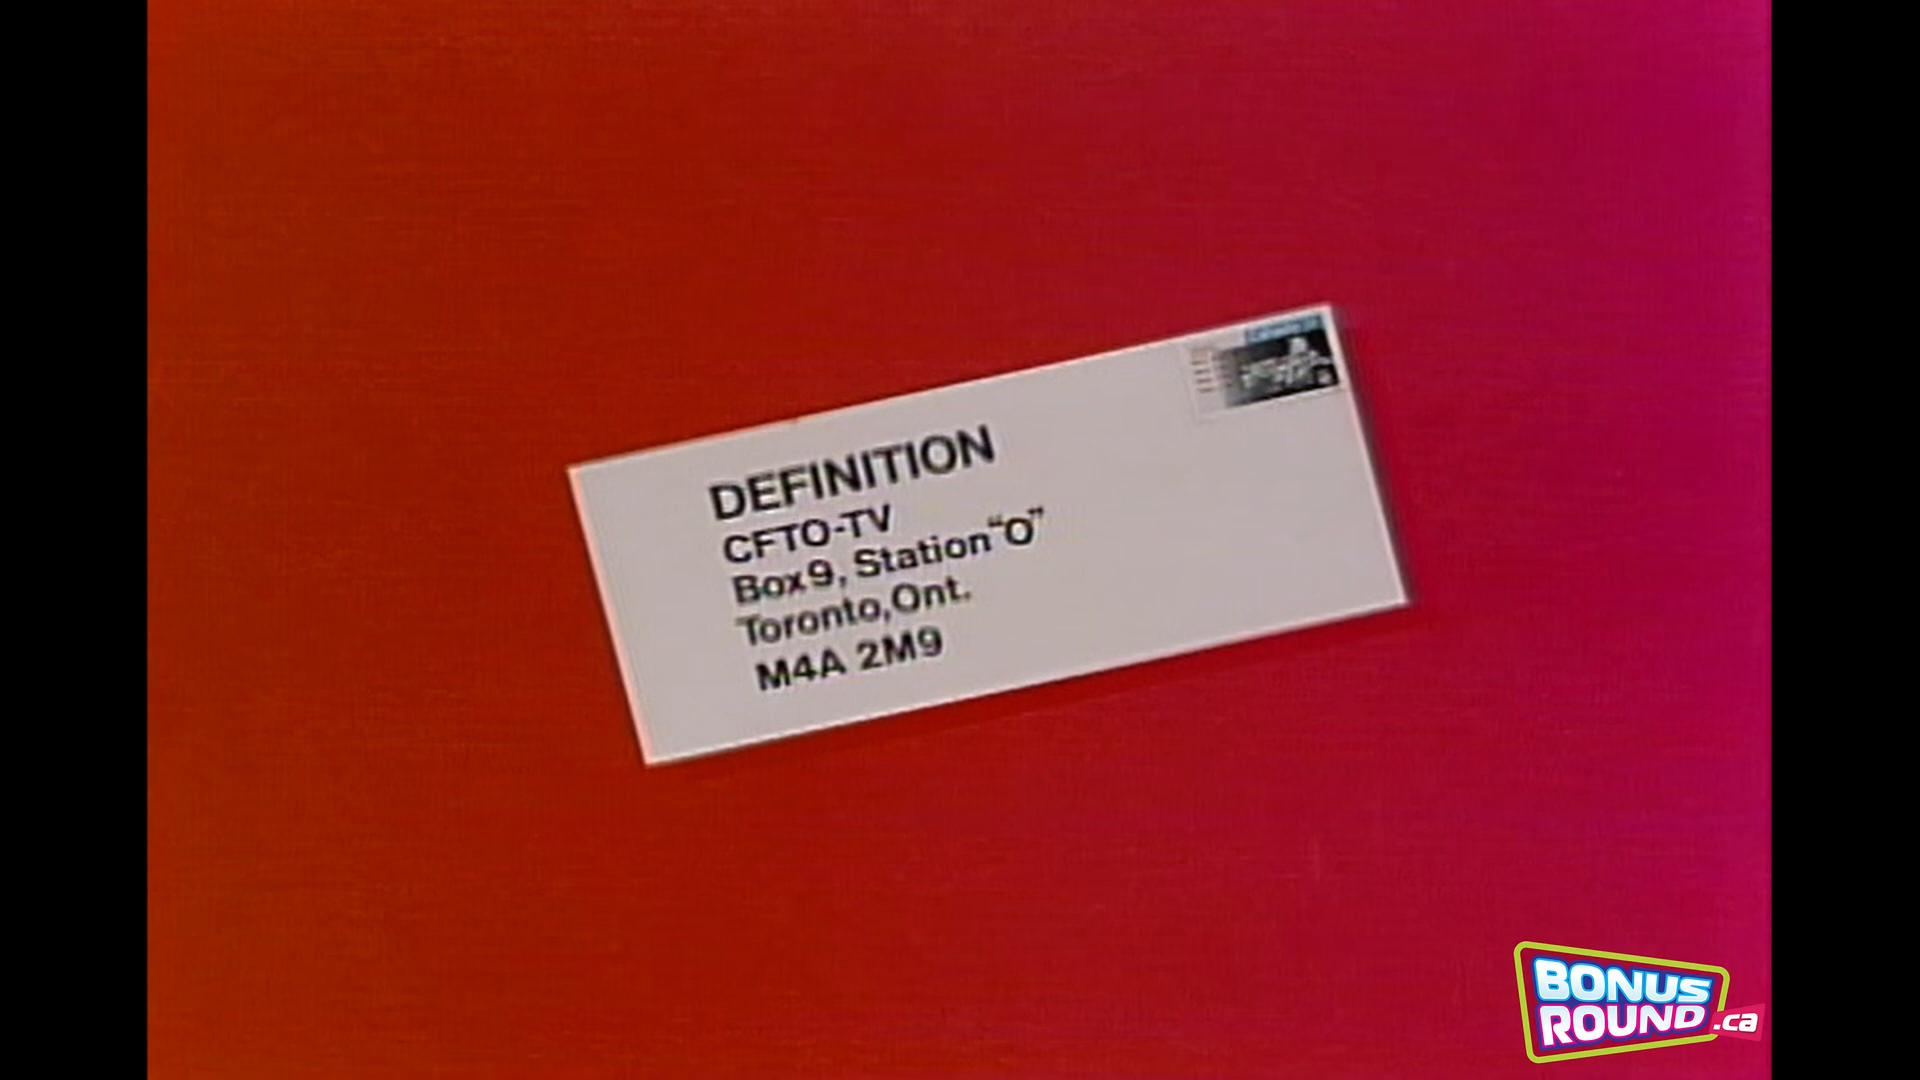 DEFINITION
CFTO-TV
Box 9, Station "O"
Toronto, Ont.
M4A 2M9
BONUS
ROUND.ca